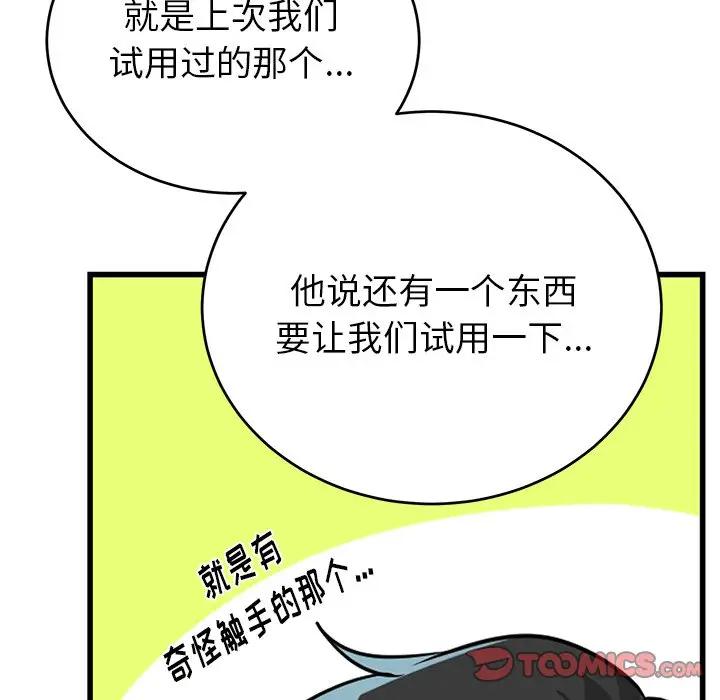 就是上次我们
试用过的那个...
他说还有一个东西
要让我们试用一下...
就是有
奇怪触手的那个...
TOOMICS.COM